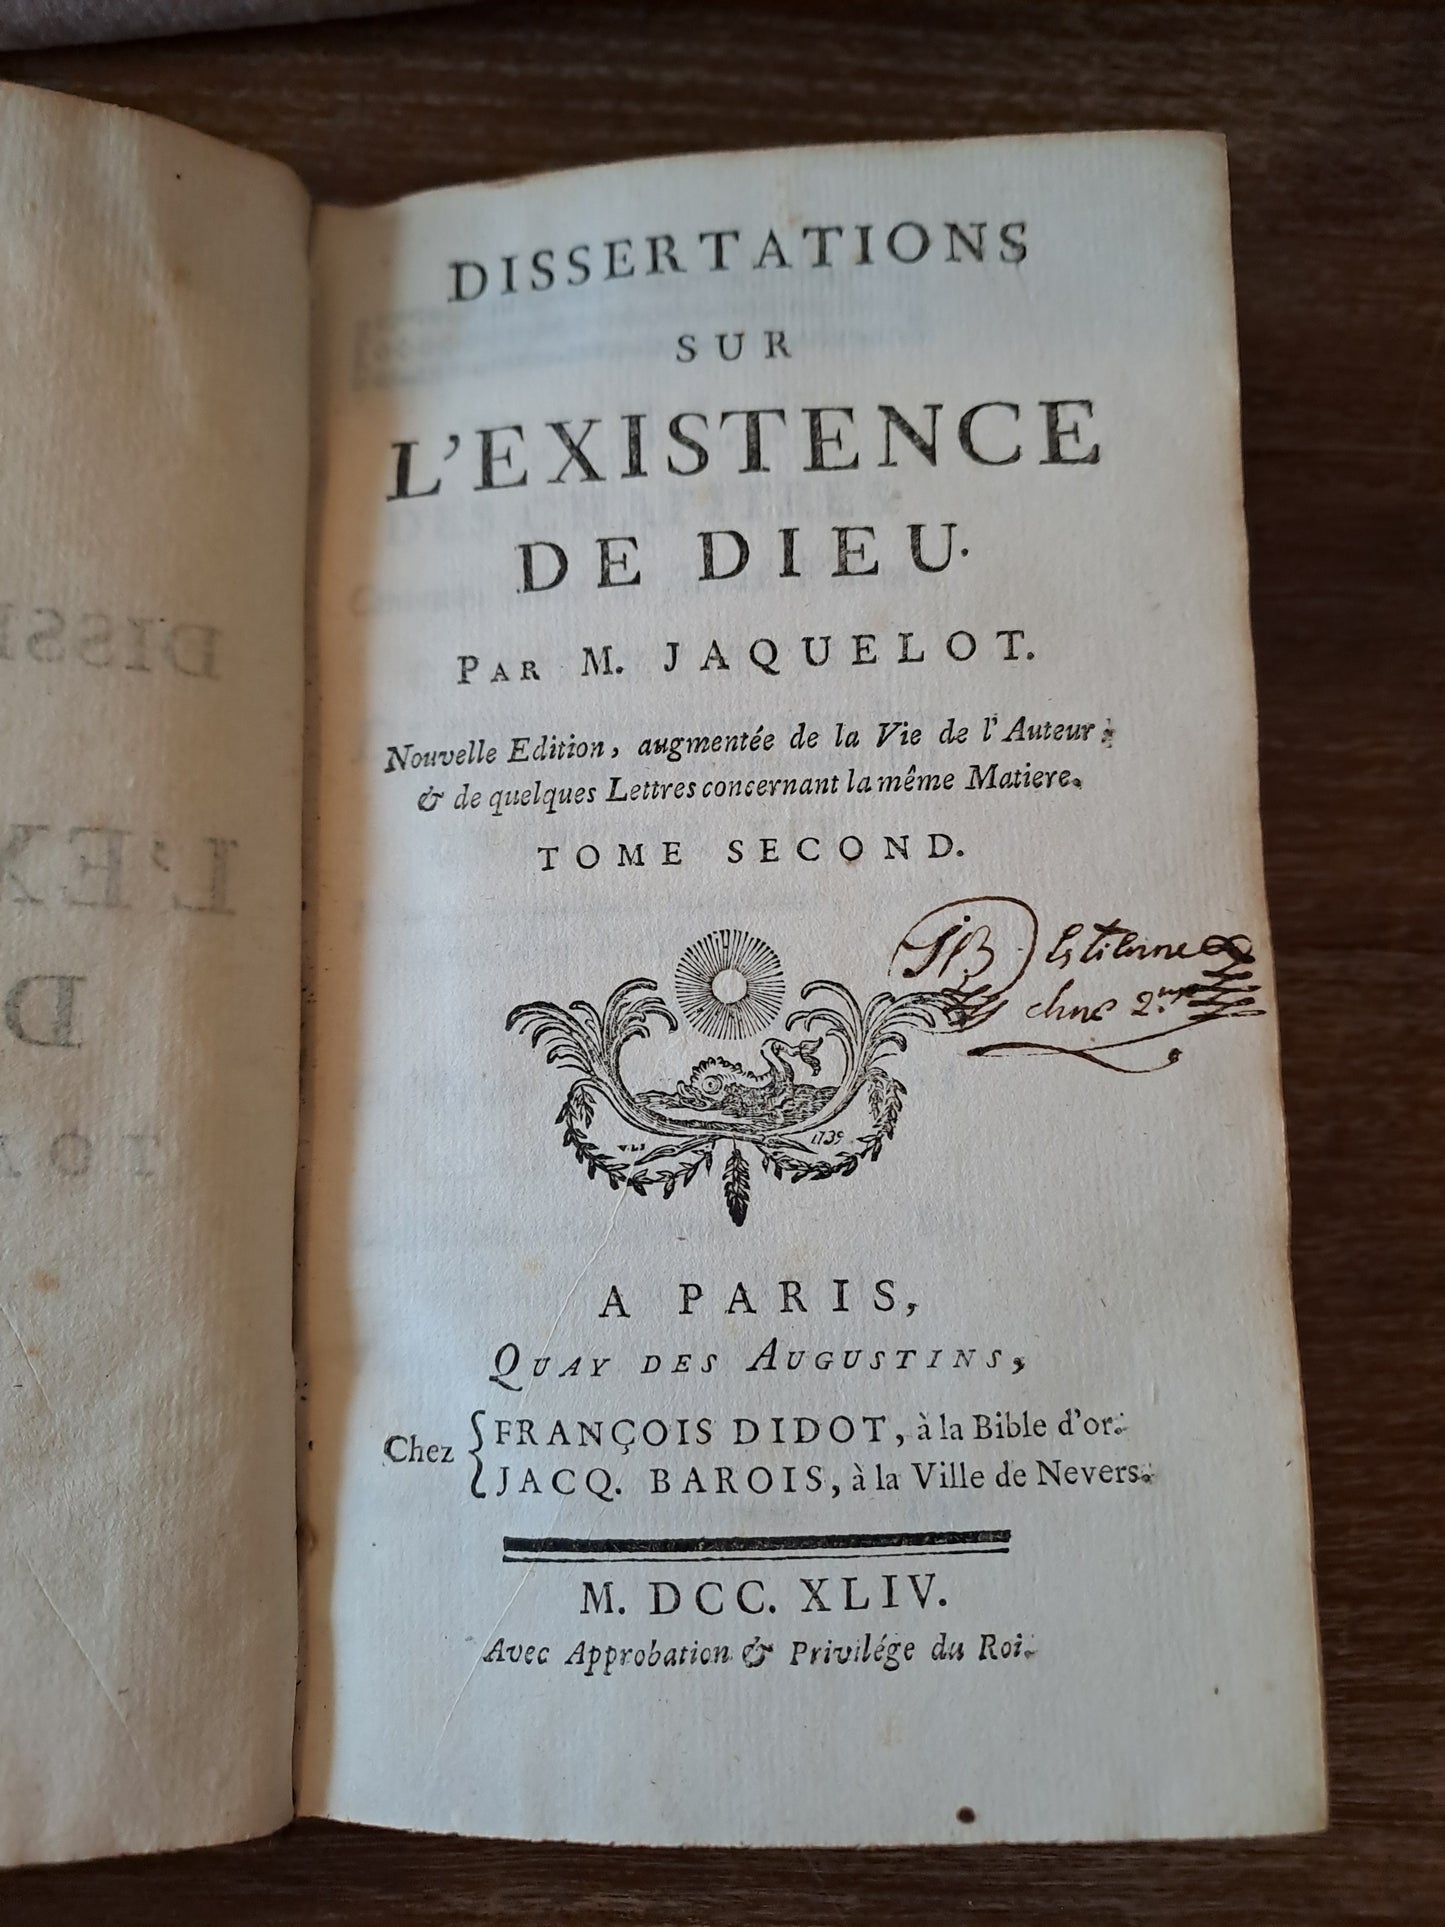 DISSERTATIONS
SUR
L'EXISTENCE
DE DIEU.
PAR M. JAQUELOT.
Nouvelle Edition, augmentée de la Vie de l'Auteur;
& de quelques Lettres concernant la même Matiere.
TOME SECOND.
JB
1739
A PARIS,
QUAY DES AUGUSTINS,
Chez { FRANÇOIS DIDOT, à la Bible d'or.
JACQ. BAROIS, à la Ville de Nevers.
M. DCC. XLIV.
Avec Approbation & Privilége du Roi.